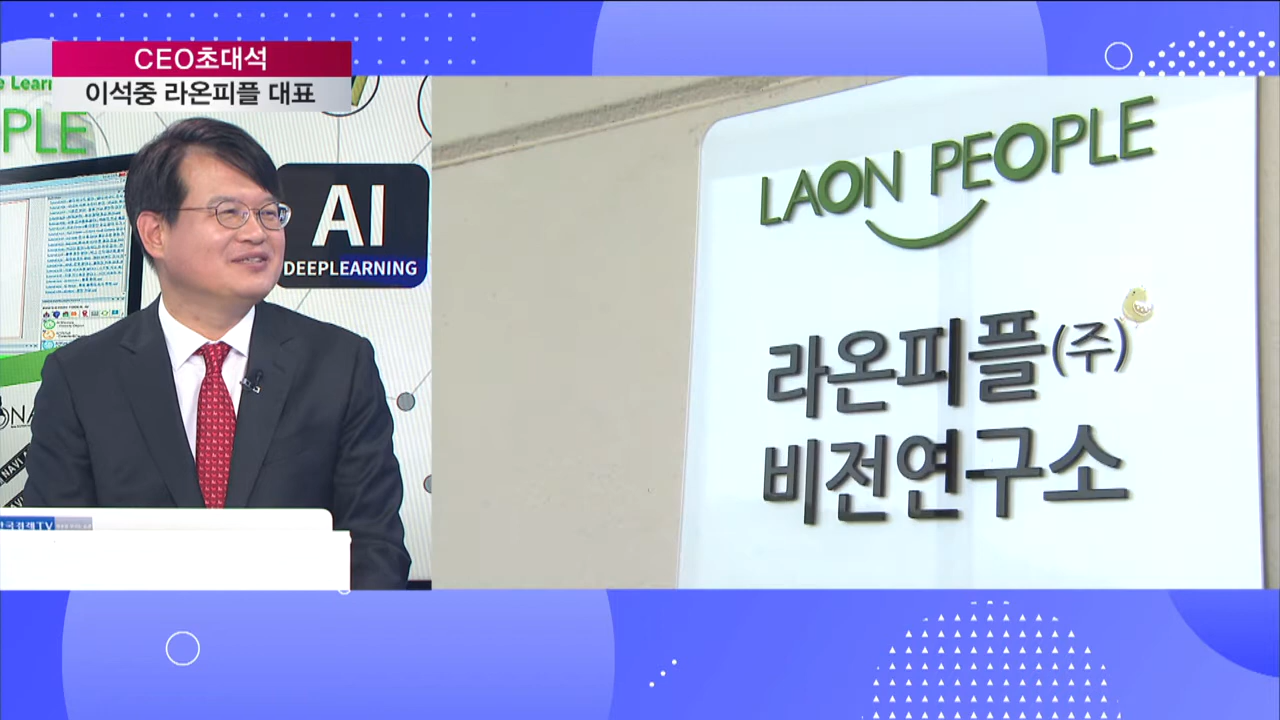 CEO초대석
이석중 라온피플 대표
PLE
AI
DEEPLEARNING
LAON PEOPLE
라온피플(주)
비전연구소